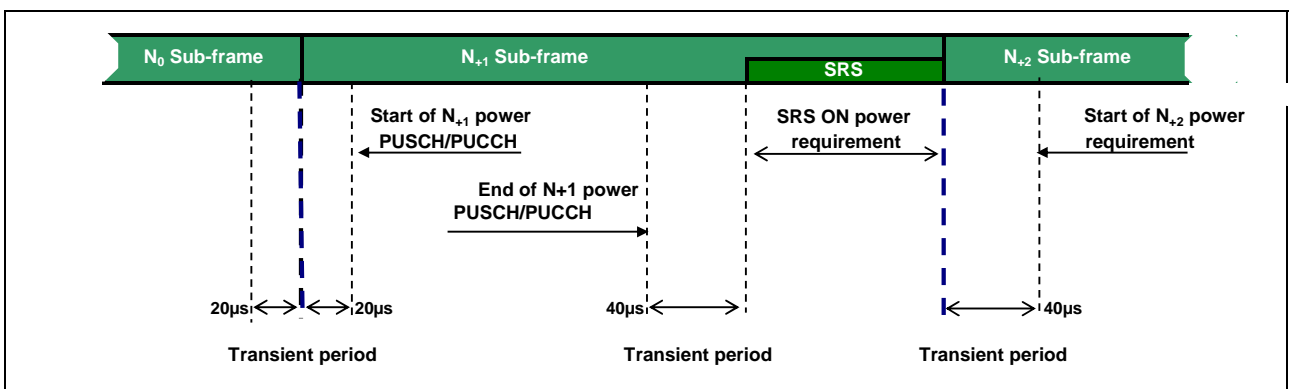 N0 Sub-frame
N+1 Sub-frame
SRS
N+2 Sub-frame
Start of N+1 power
PUSCH/PUCCH
SRS ON power
requirement
Start of N+2 power
requirement
End of N+1 power
PUSCH/PUCCH
20µs
20µs
40µs
40µs
Transient period
Transient period
Transient period